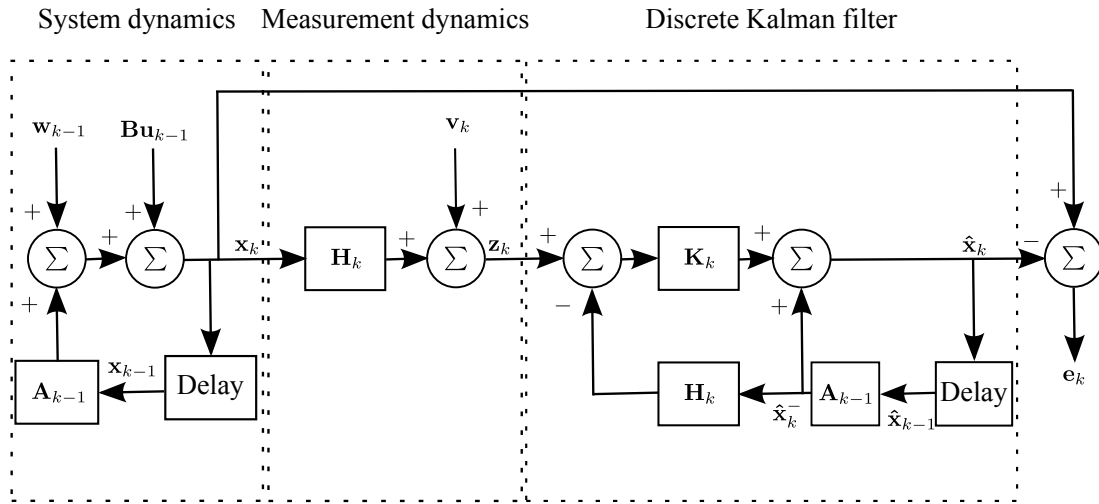 System dynamics
Measurement dynamics
Discrete Kalman filter
w_{k−1}
Bu_{k−1}
v_k
+
+
+
+
+
Σ
+
Σ
x_k
H_k
+
Σ
z_k
+
Σ
K_k
+
Σ
x̂_k
−
Σ
+
−
+
A_{k−1}
x_{k−1}
Delay
H_k
x̂_k^−
A_{k−1}
x̂_{k−1}
Delay
e_k